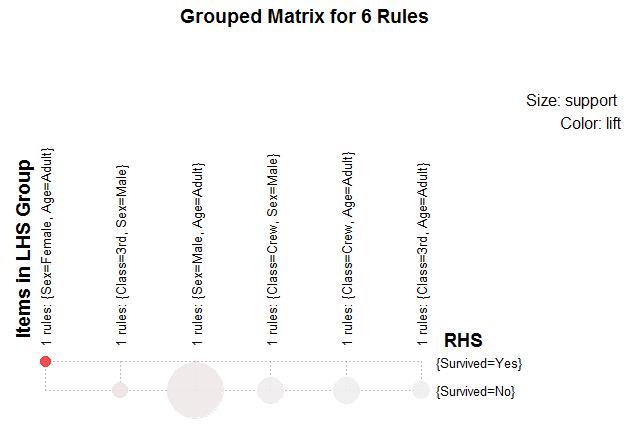 Grouped Matrix for 6 Rules
Size: support
Color: lift
Items in LHS Group
1 rules: {Sex=Female, Age=Adult}
1 rules: {Class=3rd, Sex=Male}
1 rules: {Sex=Male, Age=Adult}
1 rules: {Class=Crew, Sex=Male}
1 rules: {Class=Crew, Age=Adult}
1 rules: {Class=3rd, Age=Adult}
RHS
{Survived=Yes}
{Survived=No}